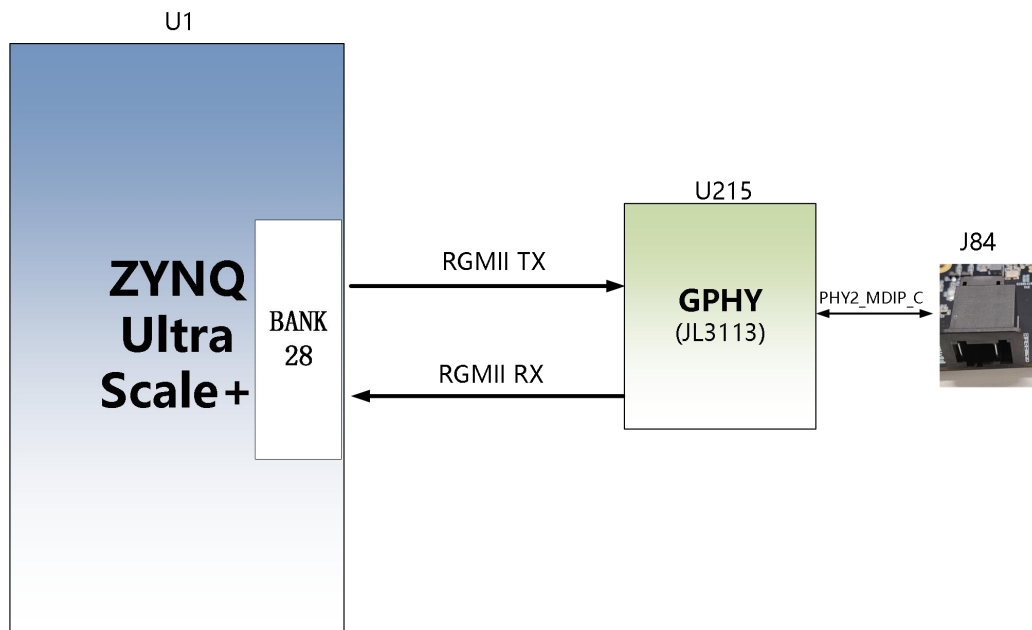 U1
ZYNQ
Ultra
Scale+
BANK
28
RGMII TX
RGMII RX
U215
GPHY
(JL3113)
PHY2_MDIP_C
J84